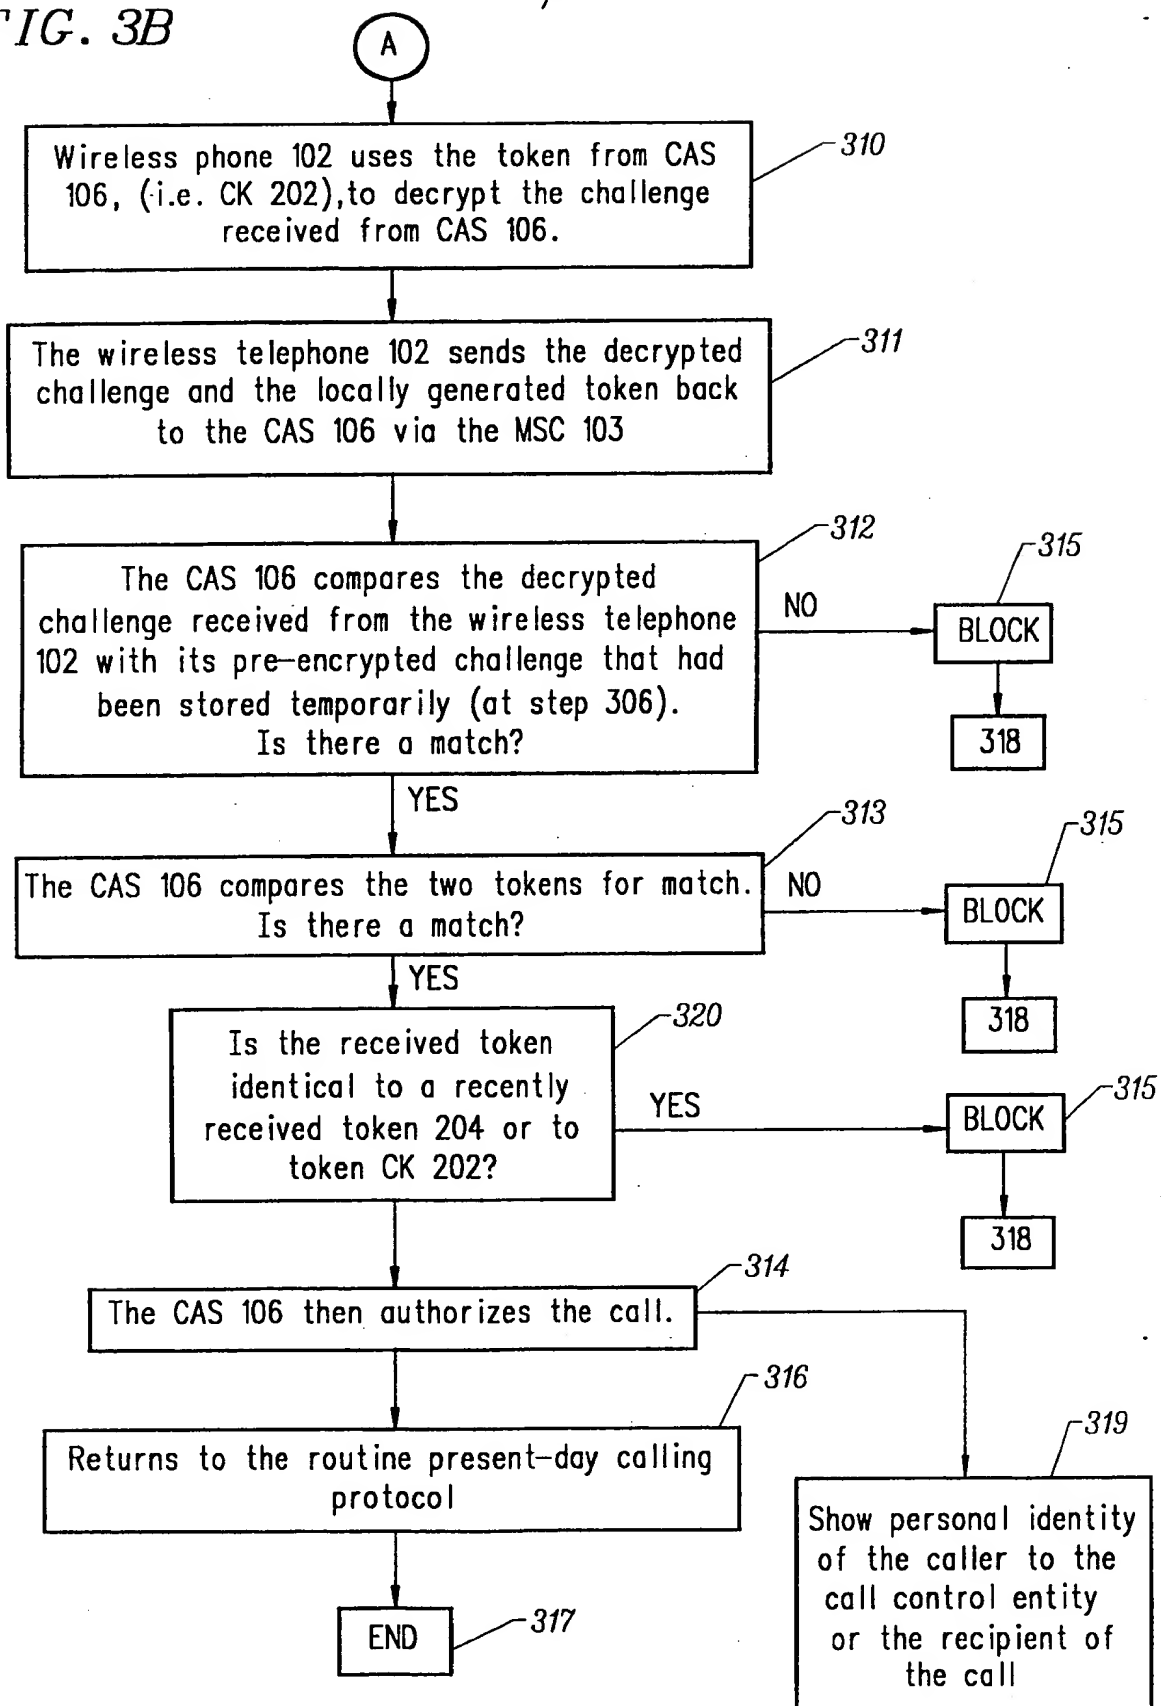 FIG. 3B
A
Wireless phone 102 uses the token from CAS
106, (i.e. CK 202), to decrypt the challenge
received from CAS 106.
310
The wireless telephone 102 sends the decrypted
challenge and the locally generated token back
to the CAS 106 via the MSC 103
311
The CAS 106 compares the decrypted
challenge received from the wireless telephone
102 with its pre-encrypted challenge that had
been stored temporarily (at step 306).
Is there a match?
312
NO
BLOCK
315
318
YES
The CAS 106 compares the two tokens for match.
Is there a match?
313
NO
BLOCK
315
318
YES
Is the received token
identical to a recently
received token 204 or to
token CK 202?
320
YES
BLOCK
315
318
The CAS 106 then authorizes the call.
314
Returns to the routine present-day calling
protocol
316
Show personal identity
of the caller to the
call control entity
or the recipient of
the call
319
END
317